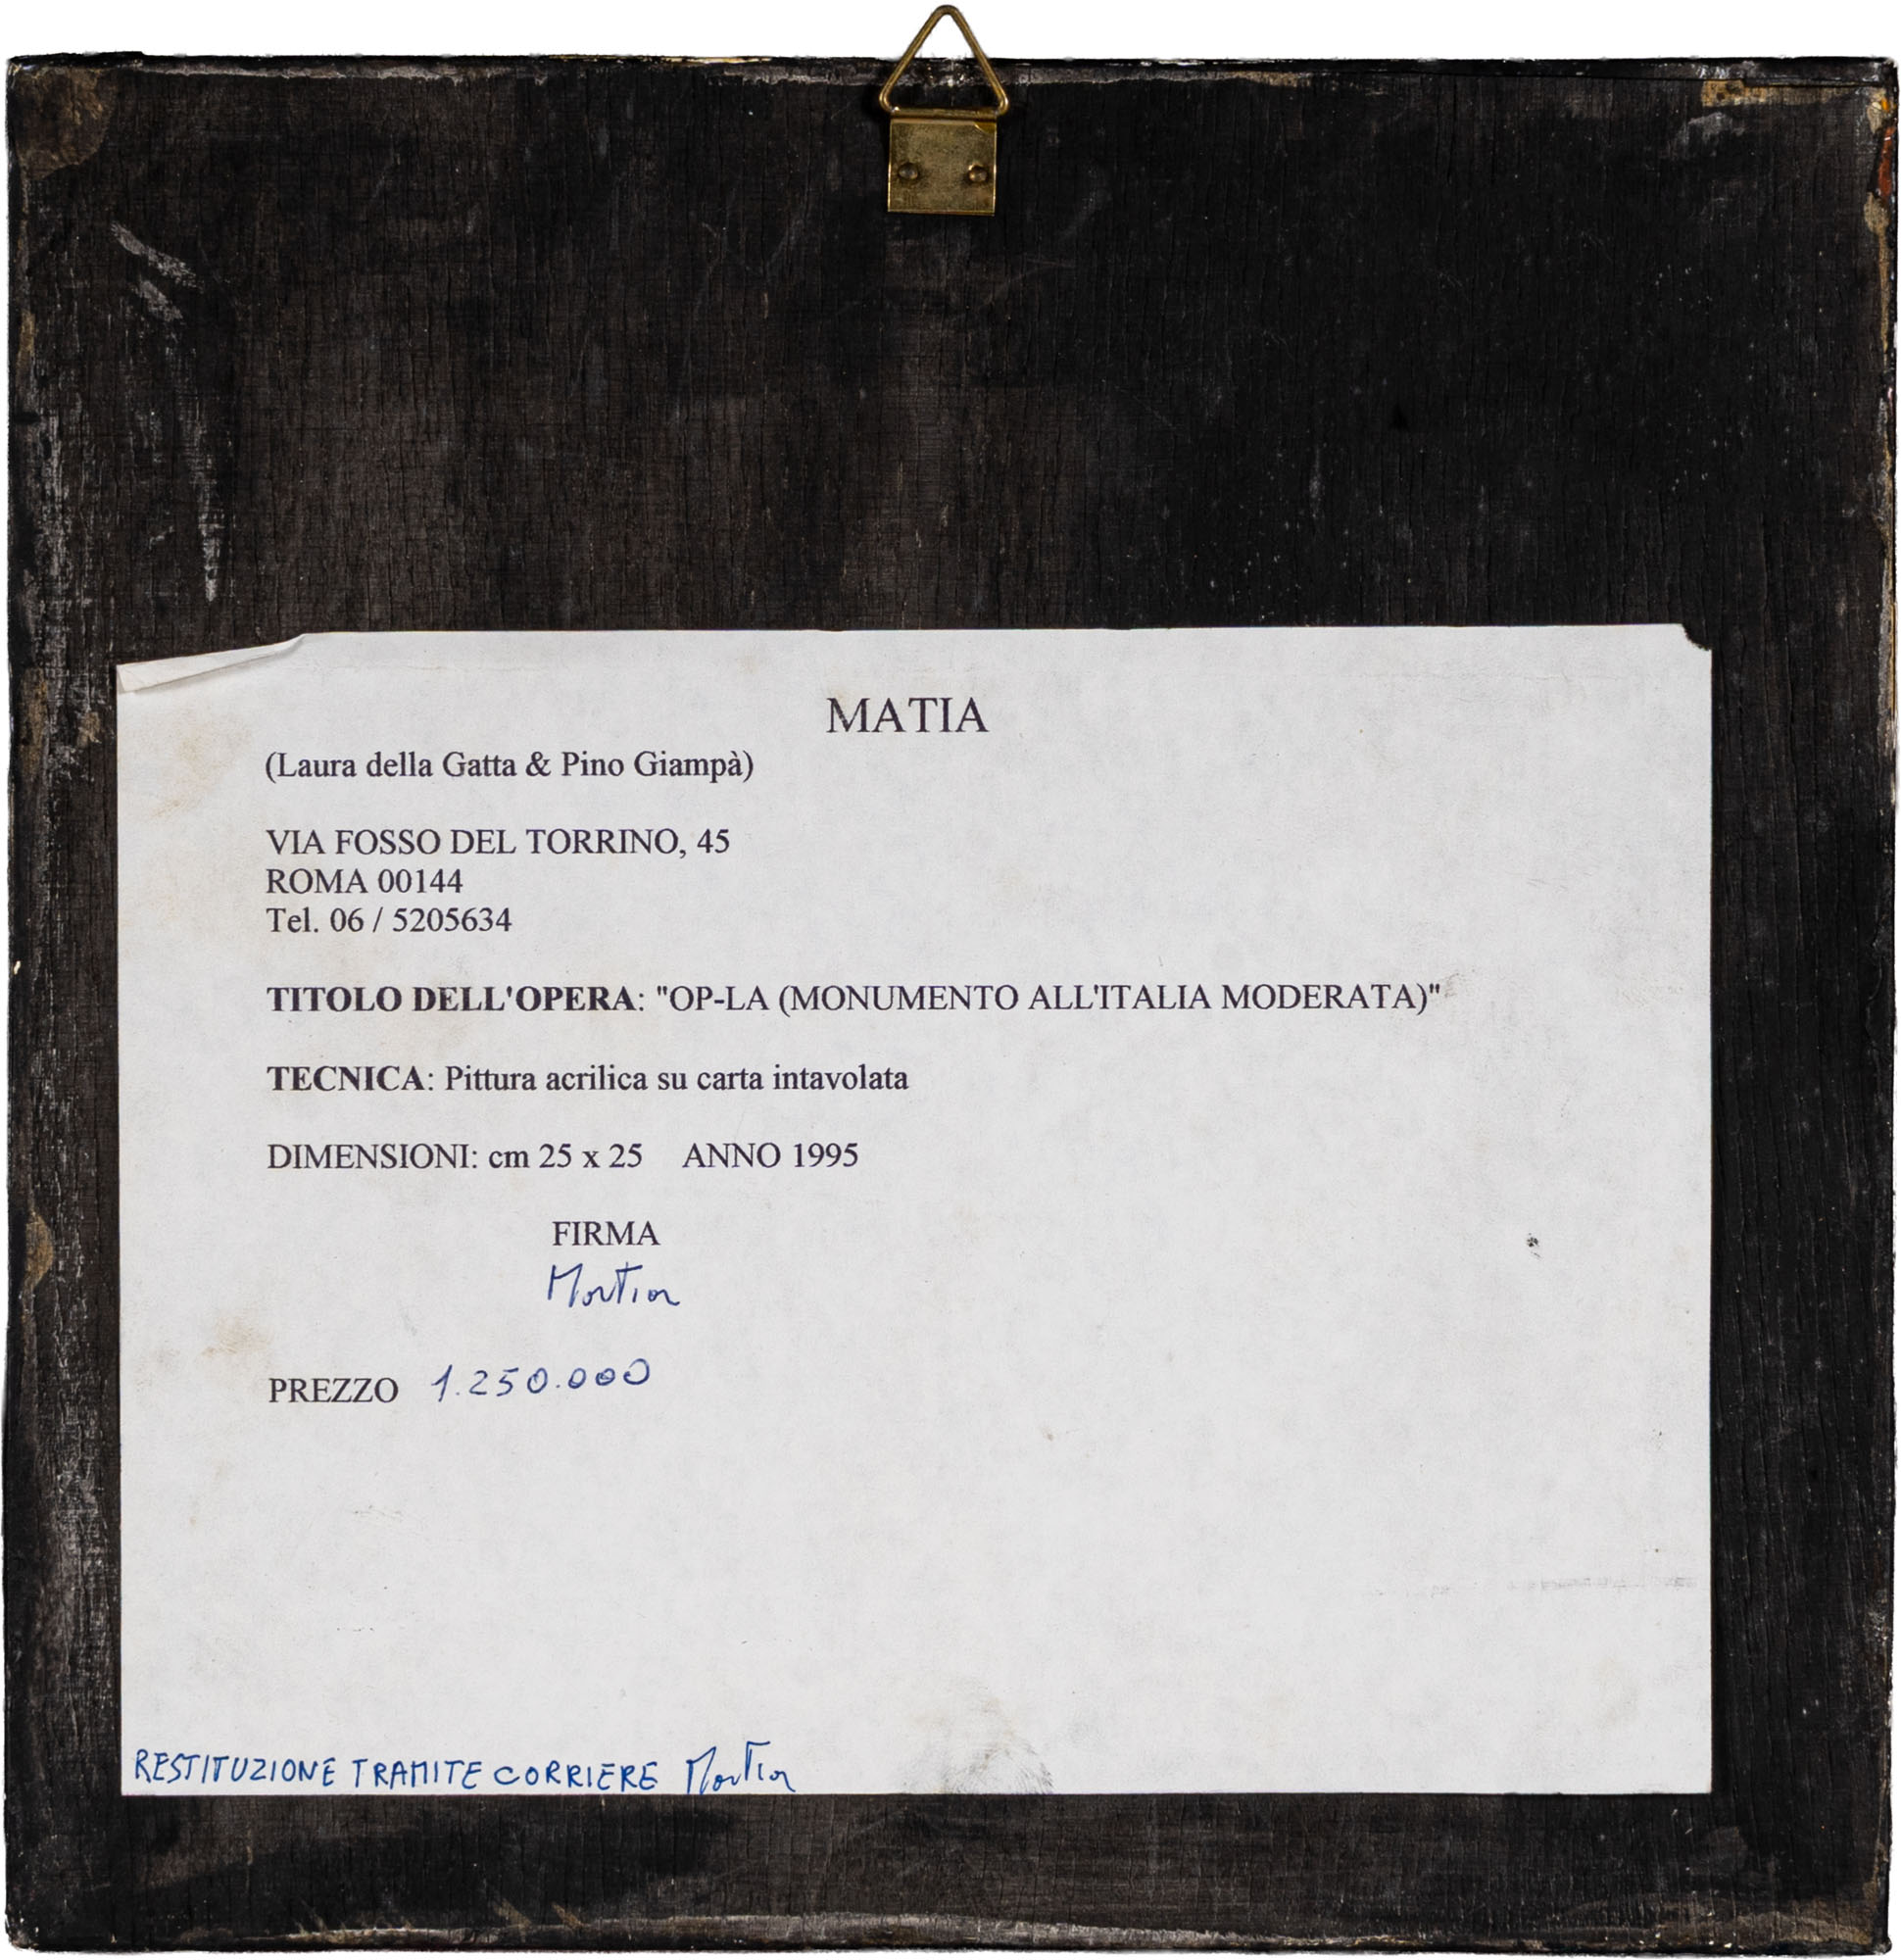 MATIA
(Laura della Gatta & Pino Giampà)
VIA FOSSO DEL TORRINO, 45
ROMA 00144
Tel. 06 / 5205634
TITOLO DELL'OPERA: "OP-LA (MONUMENTO ALL'ITALIA MODERATA)"
TECNICA: Pittura acrilica su carta intavolata
DIMENSIONI: cm 25 x 25 ANNO 1995
FIRMA
Matia
PREZZO 1.250.000
RESTITUZIONE TRAMITE CORRIERE Matia